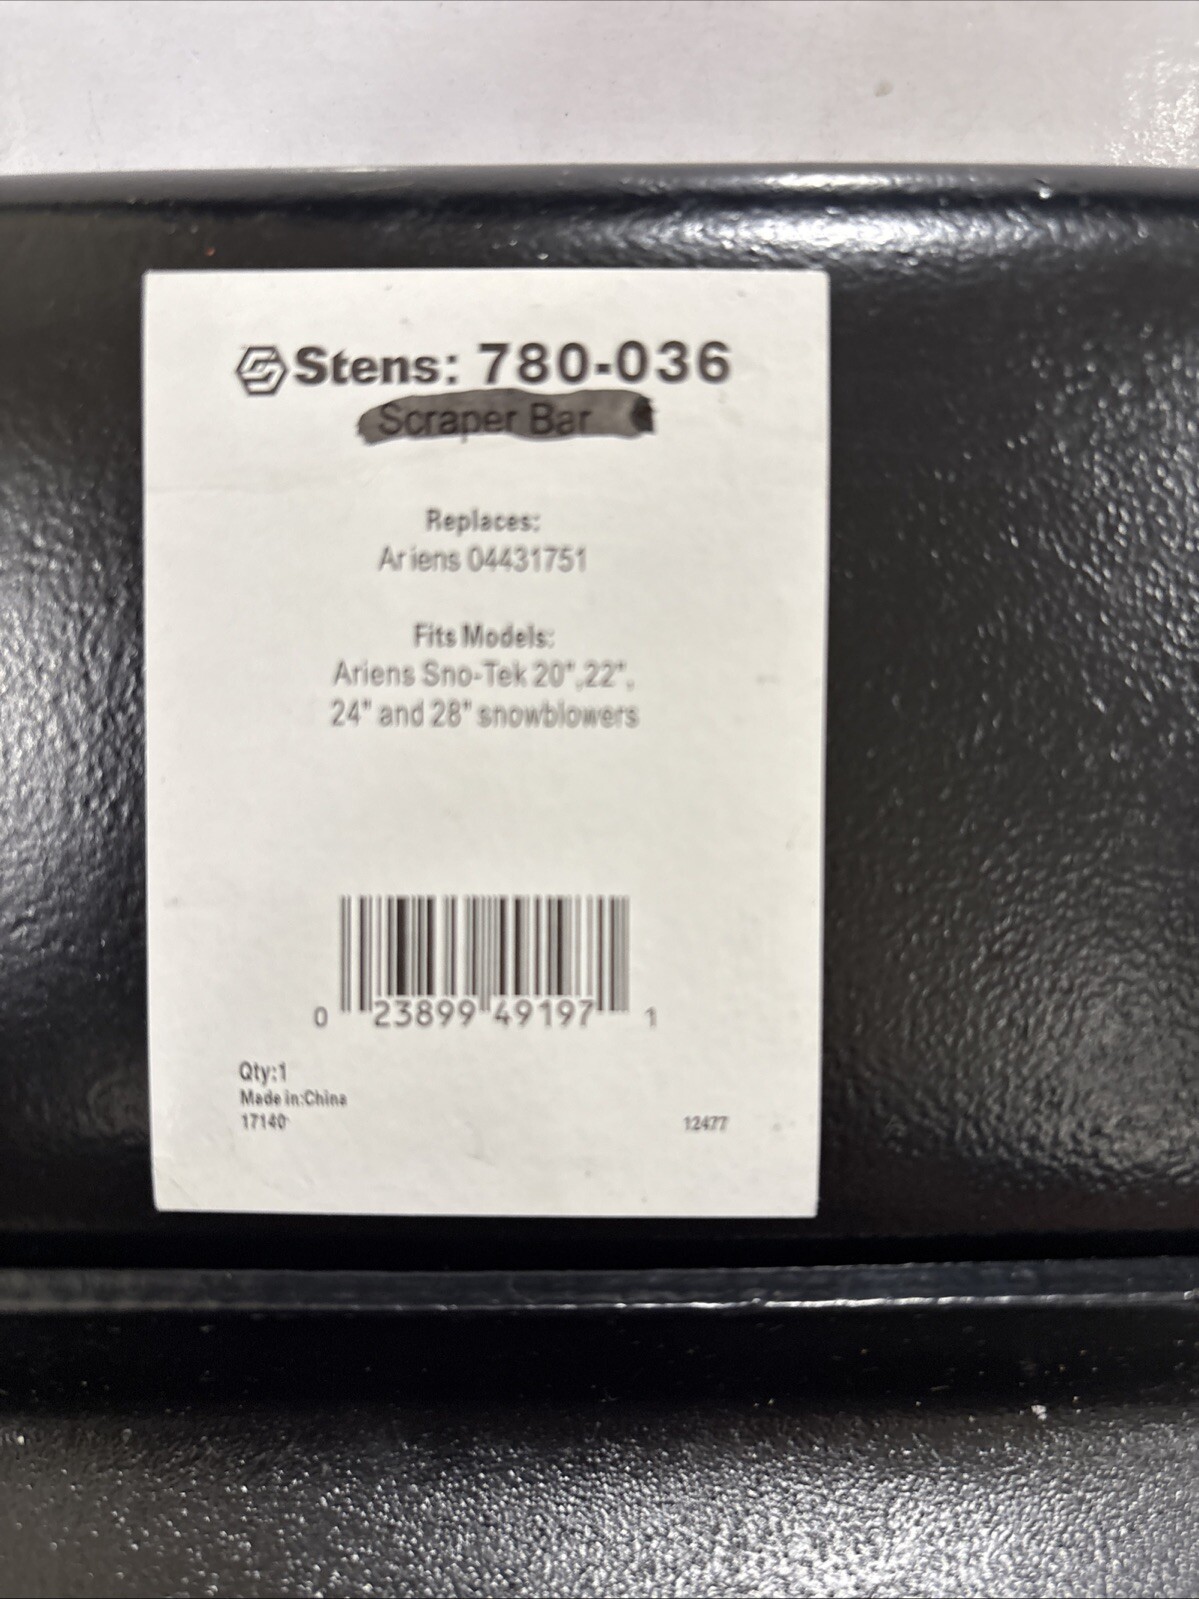 Stens: 780-036
Scraper Bar
Replaces:
Ariens 04431751
Fits Models:
Ariens Sno-Tek 20",22",
24" and 28" snowblowers
0 23899 49197 1
Qty:1
Made in:China
17140
12477